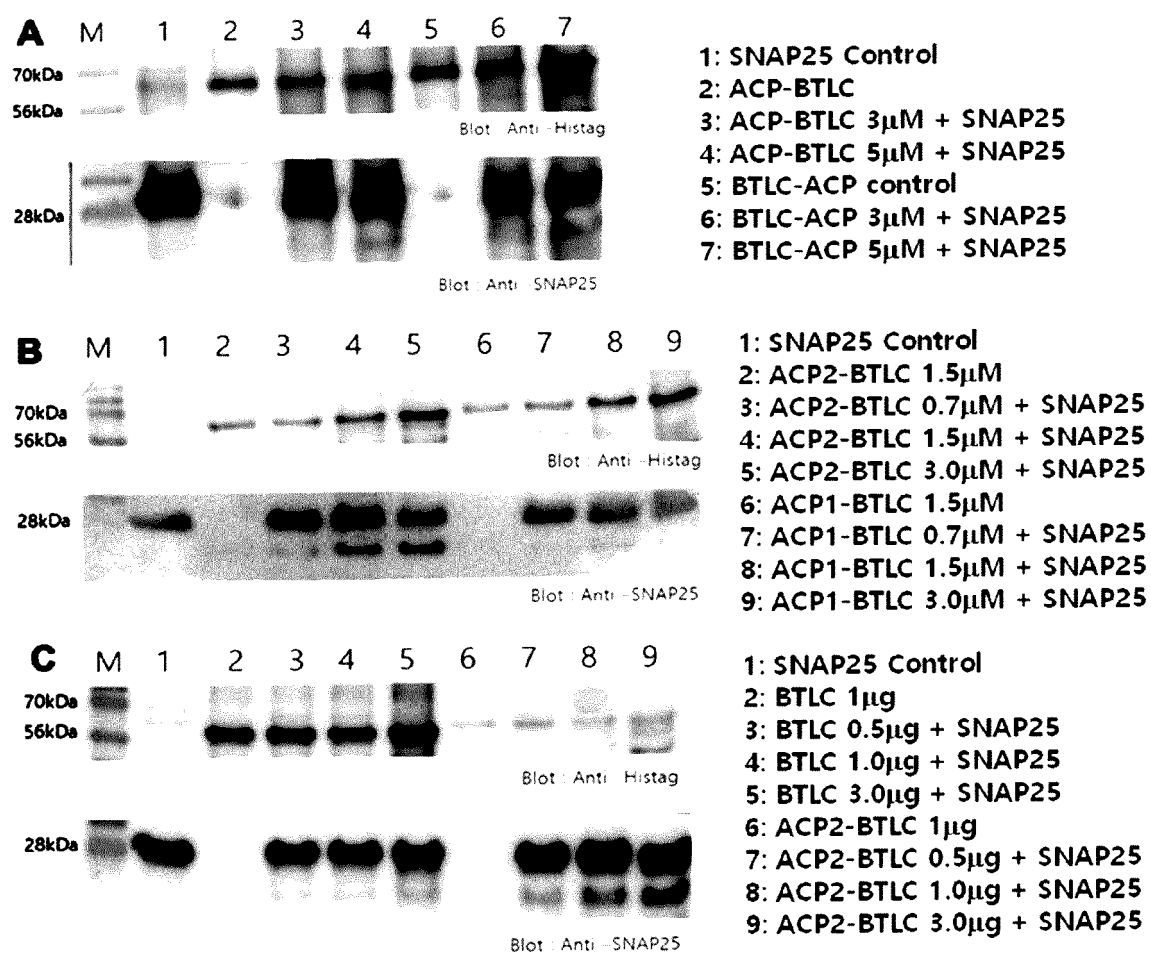 A M 1 2 3 4 5 6 7
70kDa
56kDa
Blot : Anti -Histag
28kDa
Blot : Anti -SNAP25
1: SNAP25 Control
2: ACP-BTLC
3: ACP-BTLC 3μM + SNAP25
4: ACP-BTLC 5μM + SNAP25
5: BTLC-ACP control
6: BTLC-ACP 3μM + SNAP25
7: BTLC-ACP 5μM + SNAP25
B M 1 2 3 4 5 6 7 8 9
70kDa
56kDa
Blot : Anti -Histag
28kDa
Blot : Anti -SNAP25
1: SNAP25 Control
2: ACP2-BTLC 1.5μM
3: ACP2-BTLC 0.7μM + SNAP25
4: ACP2-BTLC 1.5μM + SNAP25
5: ACP2-BTLC 3.0μM + SNAP25
6: ACP1-BTLC 1.5μM
7: ACP1-BTLC 0.7μM + SNAP25
8: ACP1-BTLC 1.5μM + SNAP25
9: ACP1-BTLC 3.0μM + SNAP25
C M 1 2 3 4 5 6 7 8 9
70kDa
56kDa
Blot : Anti Histag
28kDa
Blot : Anti -SNAP25
1: SNAP25 Control
2: BTLC 1μg
3: BTLC 0.5μg + SNAP25
4: BTLC 1.0μg + SNAP25
5: BTLC 3.0μg + SNAP25
6: ACP2-BTLC 1μg
7: ACP2-BTLC 0.5μg + SNAP25
8: ACP2-BTLC 1.0μg + SNAP25
9: ACP2-BTLC 3.0μg + SNAP25